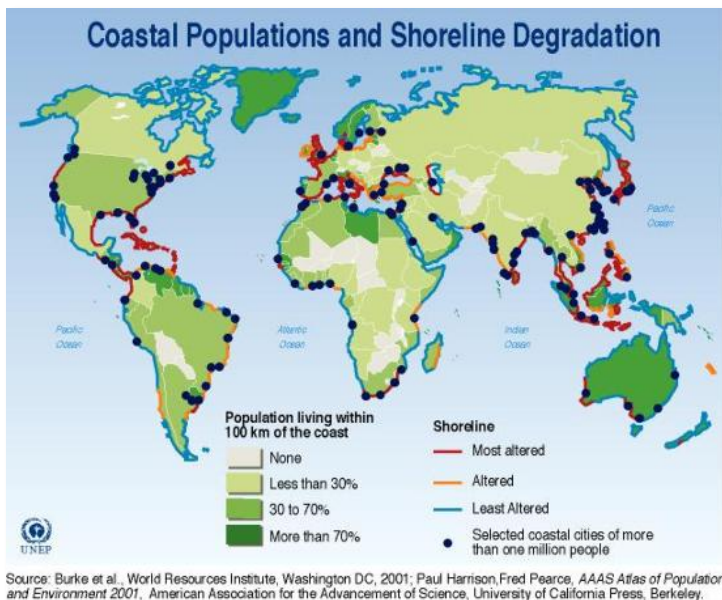 Coastal Populations and Shoreline Degradation
Pacific
Ocean
Pacific
Ocean
Atlantic
Ocean
Indian
Ocean
Population living within
100 km of the coast
None
Less than 30%
30 to 70%
More than 70%
Shoreline
Most altered
Altered
Least Altered
Selected coastal cities of more
than one million people
UNEP
Source: Burke et al., World Resources Institute, Washington DC, 2001; Paul Harrison,Fred Pearce, AAAS Atlas of Population
and Environment 2001, American Association for the Advancement of Science, University of California Press, Berkeley.